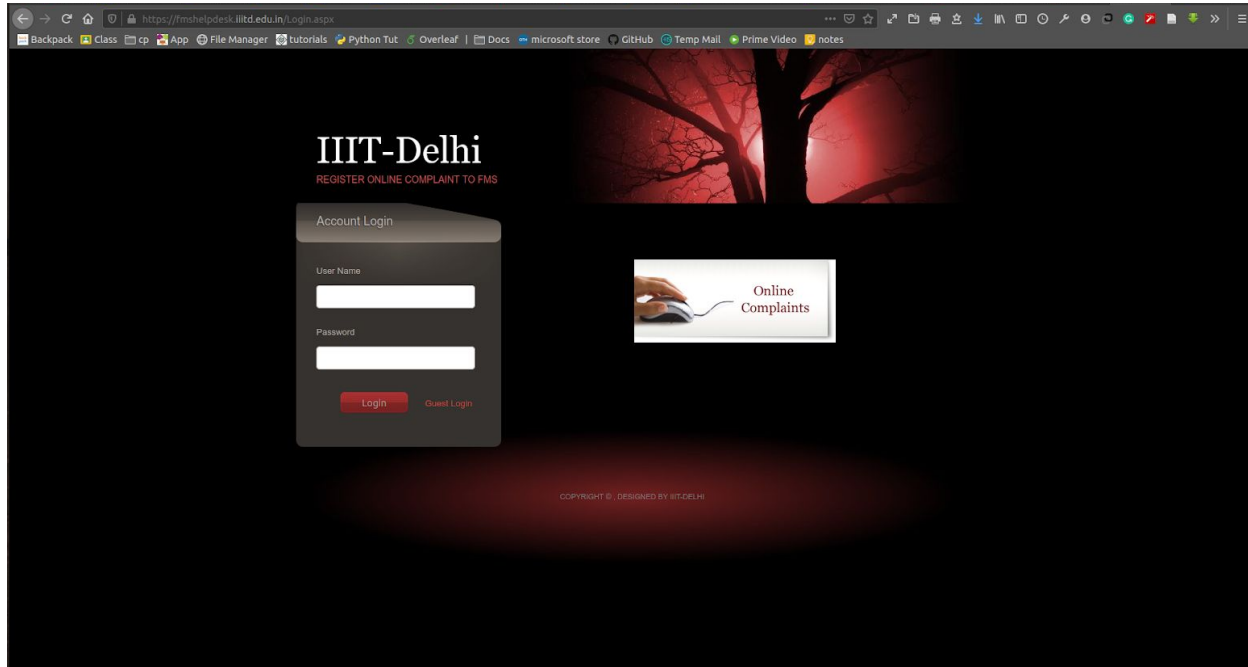 https://fmshelpdesk.iiitd.edu.in/Login.aspx
Backpack Class cp App File Manager tutorials Python Tut Overleaf | Docs microsoft store GitHub Temp Mail Prime Video notes
IIIT-Delhi
REGISTER ONLINE COMPLAINT TO FMS
Account Login
User Name
Password
Login Guest Login
Online
Complaints
COPYRIGHT © , DESIGNED BY IIIT-DELHI